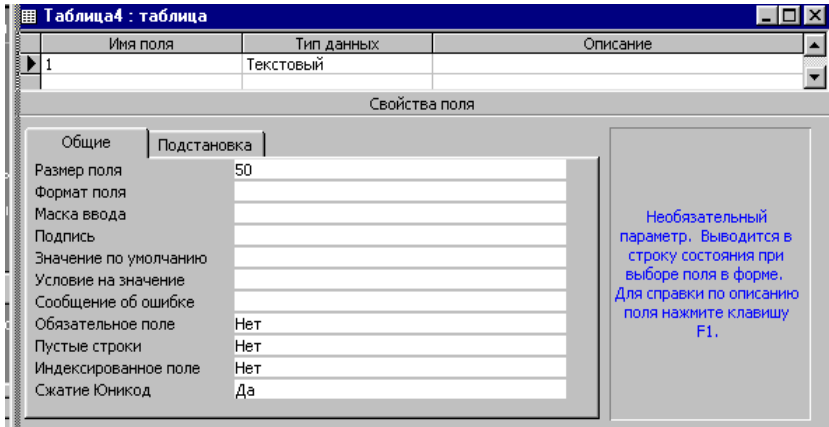 Таблица4 : таблица
Имя поля Тип данных Описание
1 Текстовый
Свойства поля
Общие Подстановка
Размер поля 50
Формат поля
Маска ввода
Подпись
Значение по умолчанию
Условие на значение
Сообщение об ошибке
Обязательное поле Нет
Пустые строки Нет
Индексированное поле Нет
Сжатие Юникод Да
Необязательный
параметр. Выводится в
строку состояния при
выборе поля в форме.
Для справки по описанию
поля нажмите клавишу
F1.